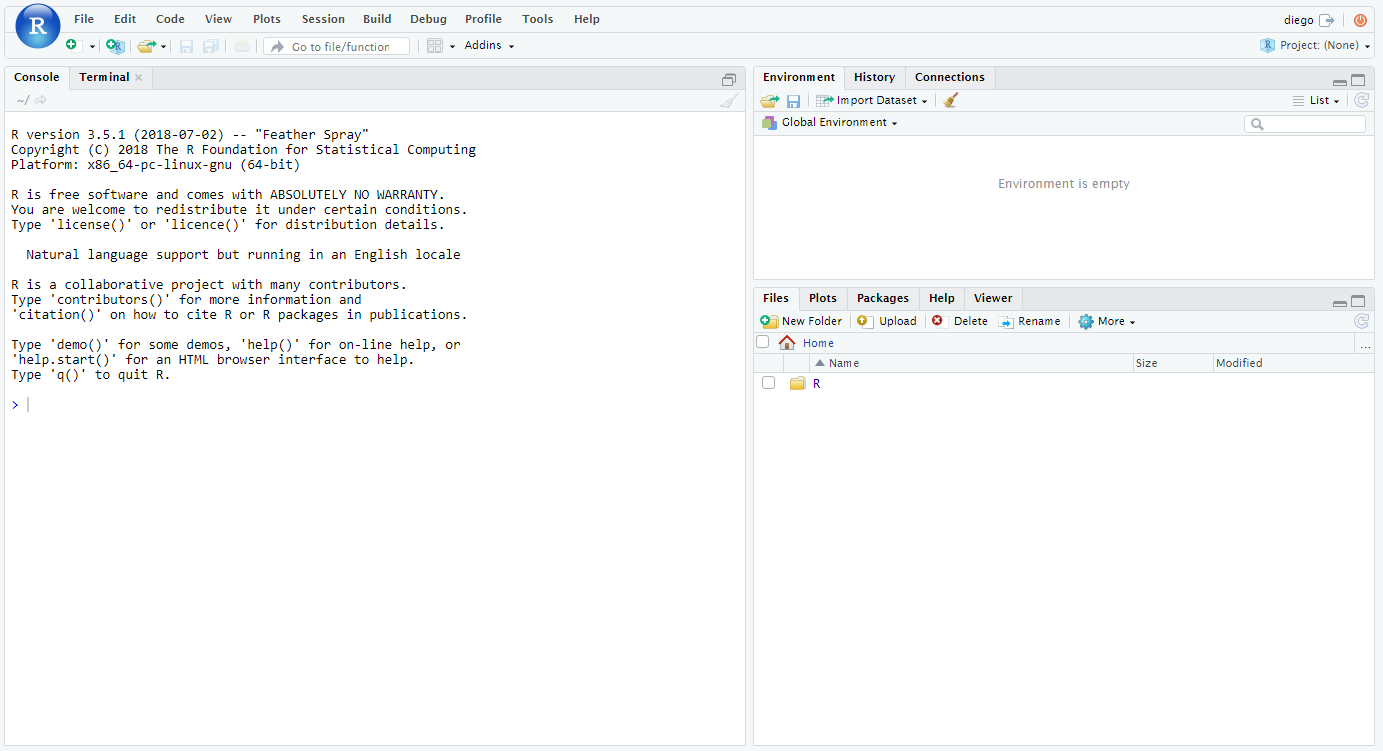 R
File Edit Code View Plots Session Build Debug Profile Tools Help
diego
Go to file/function
Addins
Project: (None)
Console Terminal
~/
R version 3.5.1 (2018-07-02) -- "Feather Spray"
Copyright (C) 2018 The R Foundation for Statistical Computing
Platform: x86_64-pc-linux-gnu (64-bit)
R is free software and comes with ABSOLUTELY NO WARRANTY.
You are welcome to redistribute it under certain conditions.
Type 'license()' or 'licence()' for distribution details.
Natural language support but running in an English locale
R is a collaborative project with many contributors.
Type 'contributors()' for more information and
'citation()' on how to cite R or R packages in publications.
Type 'demo()' for some demos, 'help()' for on-line help, or
'help.start()' for an HTML browser interface to help.
Type 'q()' to quit R.
>
Environment History Connections
Import Dataset List
Global Environment
Environment is empty
Files Plots Packages Help Viewer
New Folder Upload Delete Rename More
Home ...
Name Size Modified
R